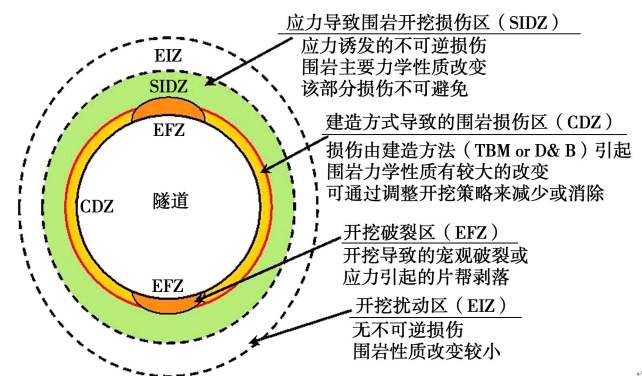 应力导致围岩开挖损伤区（SIDZ）
应力诱发的不可逆损伤
围岩主要力学性质改变
该部分损伤不可避免
建造方式导致的围岩损伤区（CDZ）
损伤由建造方法（TBM or D& B）引起
围岩力学性质有较大的改变
可通过调整开挖策略来减少或消除
开挖破裂区（EFZ）
开挖导致的宏观破裂或
应力引起的片帮剥落
开挖扰动区（EIZ）
无不可逆损伤
围岩性质改变较小
EIZ
SIDZ
EFZ
CDZ
隧道
EFZ